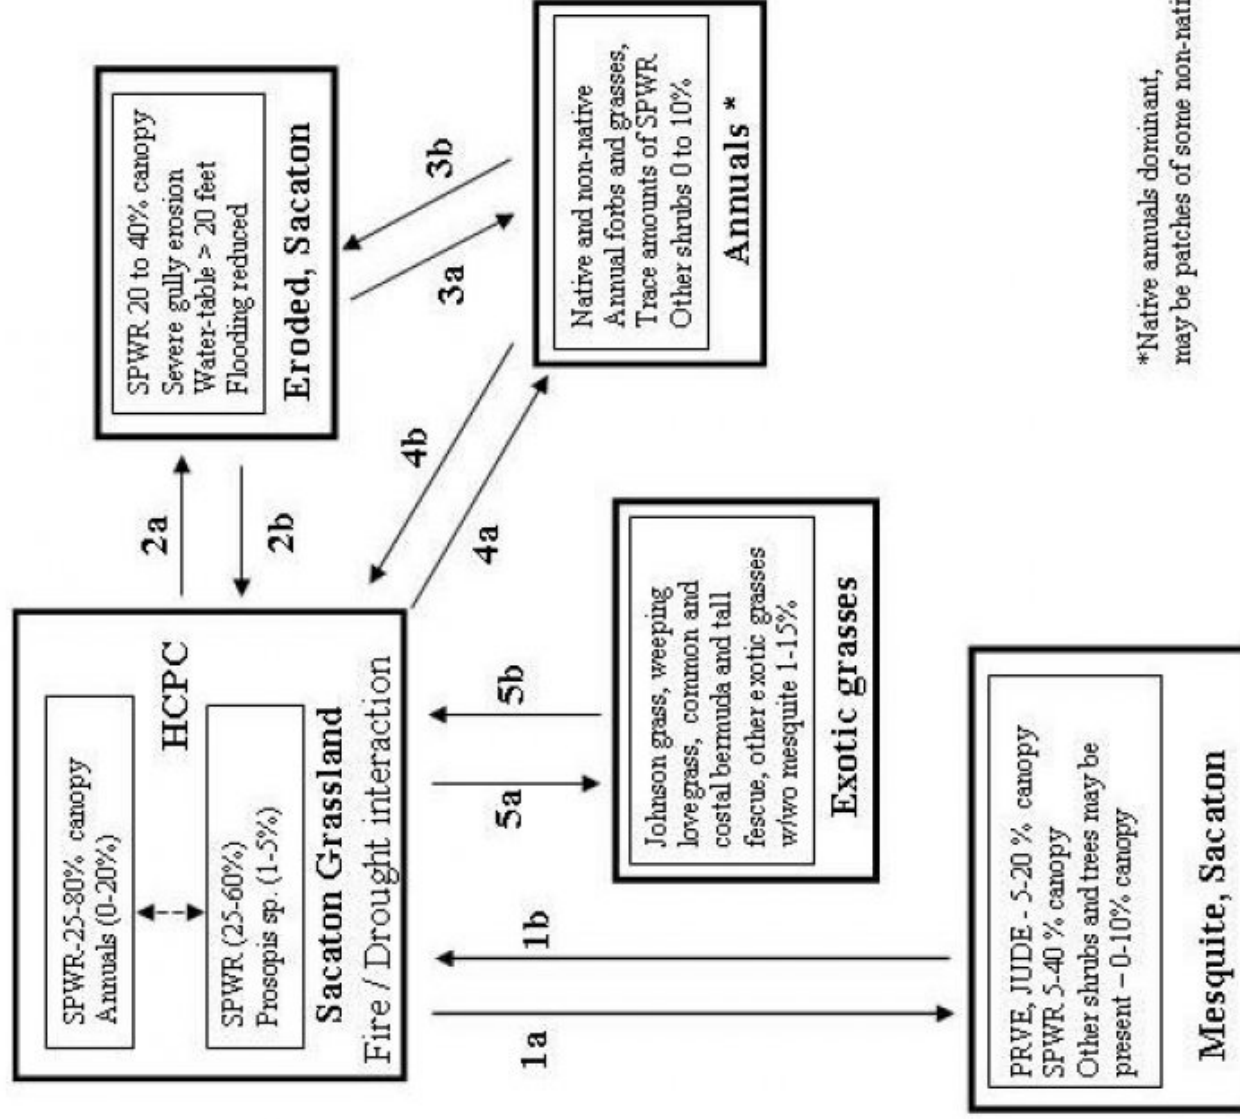 SPWR-25-80% canopy
Annuals (0-20%)
HCPC
SPWR (25-60%)
Prosopis sp. (1-5%)
Sacaton Grassland
Fire / Drought interaction
2a
2b
SPWR 20 to 40% canopy
Severe gully erosion
Water-table > 20 feet
Flooding reduced
Eroded, Sacaton
3a
3b
4b
4a
Native and non-native
Annual forbs and grasses,
Trace amounts of SPWR
Other shrubs 0 to 10%
Annuals *
5a
5b
Johnson grass, weeping
lovegrass, common and
costal bermuda and tall
fescue, other exotic grasses
w/wo mesquite 1-15%
Exotic grasses
1a
1b
PRVE, JUDE - 5-20 % canopy
SPWR 5-40 % canopy
Other shrubs and trees may be
present – 0-10% canopy
Mesquite, Sacaton
*Native annuals dominant,
may be patches of some